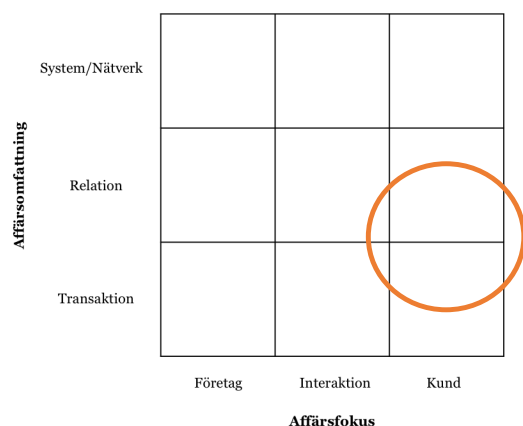 System/Nätverk
Affärsomfattning
Relation
Transaktion
Företag
Interaktion
Kund
Affärsfokus